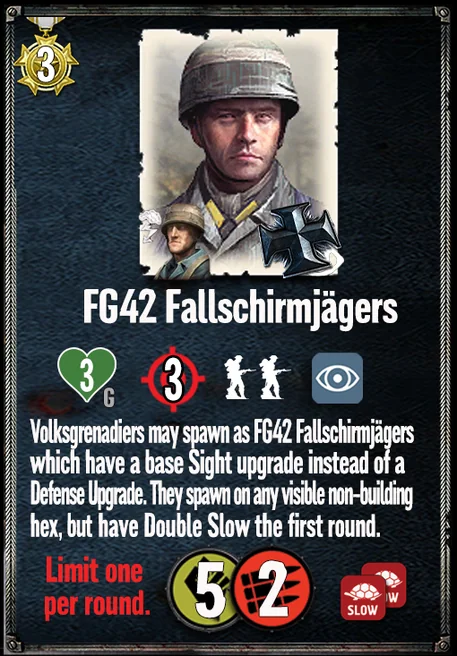 3
FG42 Fallschirmjägers
3 G 3
Volksgrenadiers may spawn as FG42 Fallschirmjägers
which have a base Sight upgrade instead of a
Defense Upgrade. They spawn on any visible non-building
hex, but have Double Slow the first round.
Limit one
per round.
5 2
SLOW OW